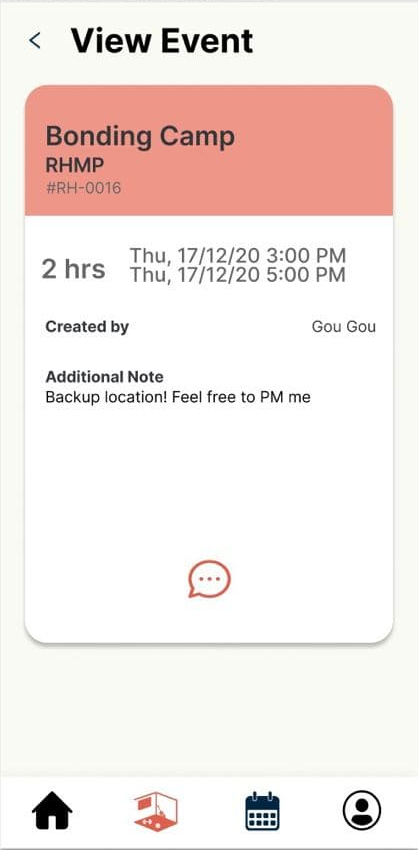 View Event
Bonding Camp
RHMP
#RH-0016
2 hrs
Thu, 17/12/20 3:00 PM
Thu, 17/12/20 5:00 PM
Created by Gou Gou
Additional Note
Backup location! Feel free to PM me